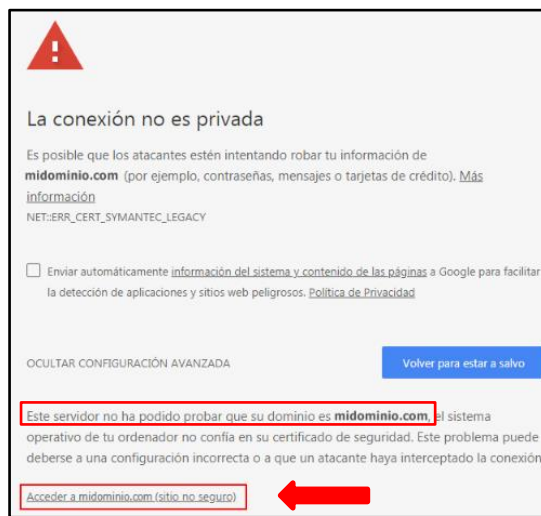 La conexión no es privada
Es posible que los atacantes estén intentando robar tu información de
midominio.com (por ejemplo, contraseñas, mensajes o tarjetas de crédito). Más
información
NET::ERR_CERT_SYMANTEC_LEGACY
Enviar automáticamente información del sistema y contenido de las páginas a Google para facilitar
la detección de aplicaciones y sitios web peligrosos. Política de Privacidad
OCULTAR CONFIGURACIÓN AVANZADA
Volver para estar a salvo
Este servidor no ha podido probar que su dominio es midominio.com, el sistema
operativo de tu ordenador no confía en su certificado de seguridad. Este problema puede
deberse a una configuración incorrecta o a que un atacante haya interceptado la conexión
Acceder a midominio.com (sitio no seguro)